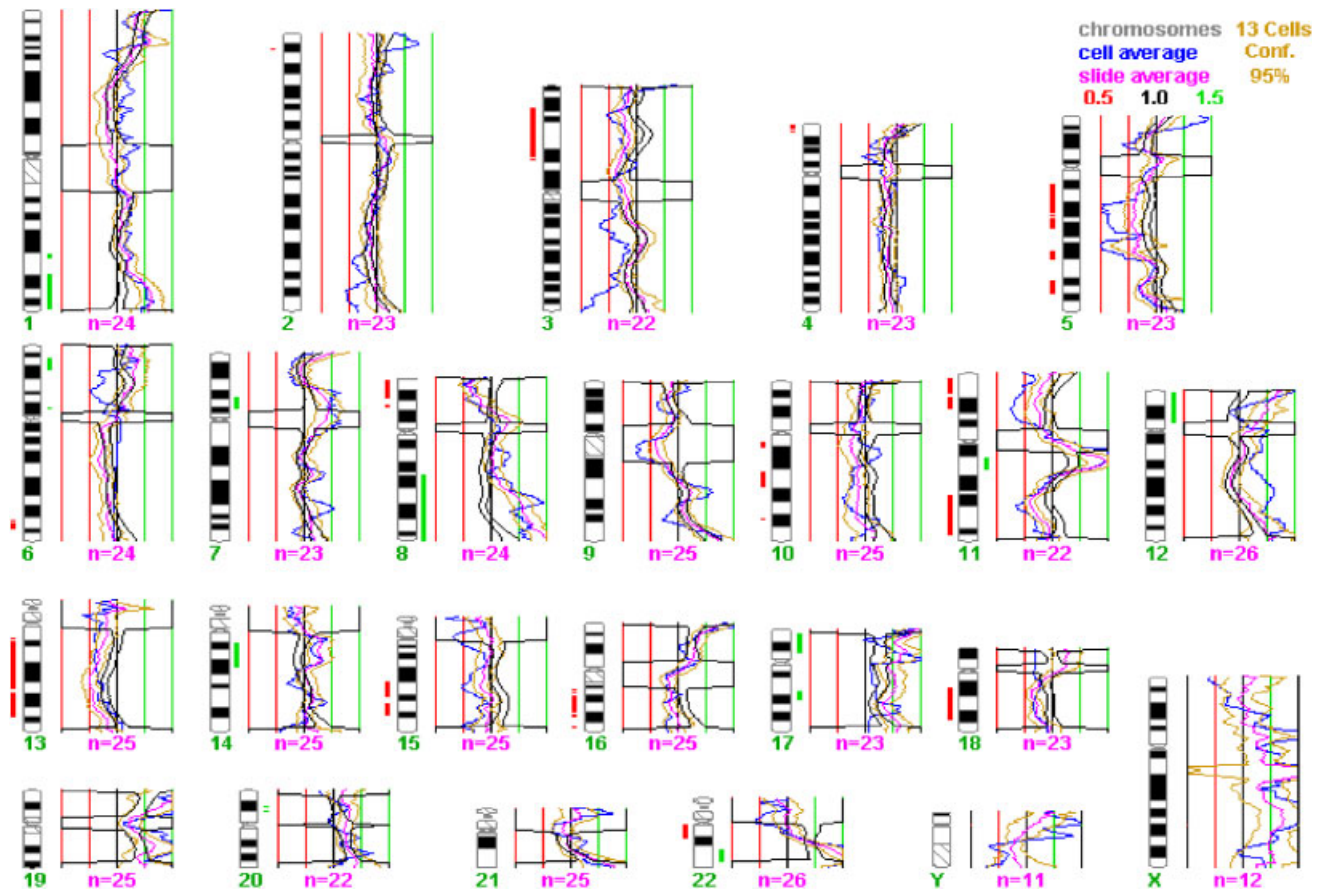 chromosomes 13 Cells
cell average Conf.
slide average 95%
0.5 1.0 1.5
1 n=24
2 n=23
3 n=22
4 n=23
5 n=23
6 n=24
7 n=23
8 n=24
9 n=25
10 n=25
11 n=22
12 n=26
13 n=25
14 n=25
15 n=25
16 n=25
17 n=23
18 n=23
19 n=25
20 n=22
21 n=25
22 n=26
Y n=11
X n=12